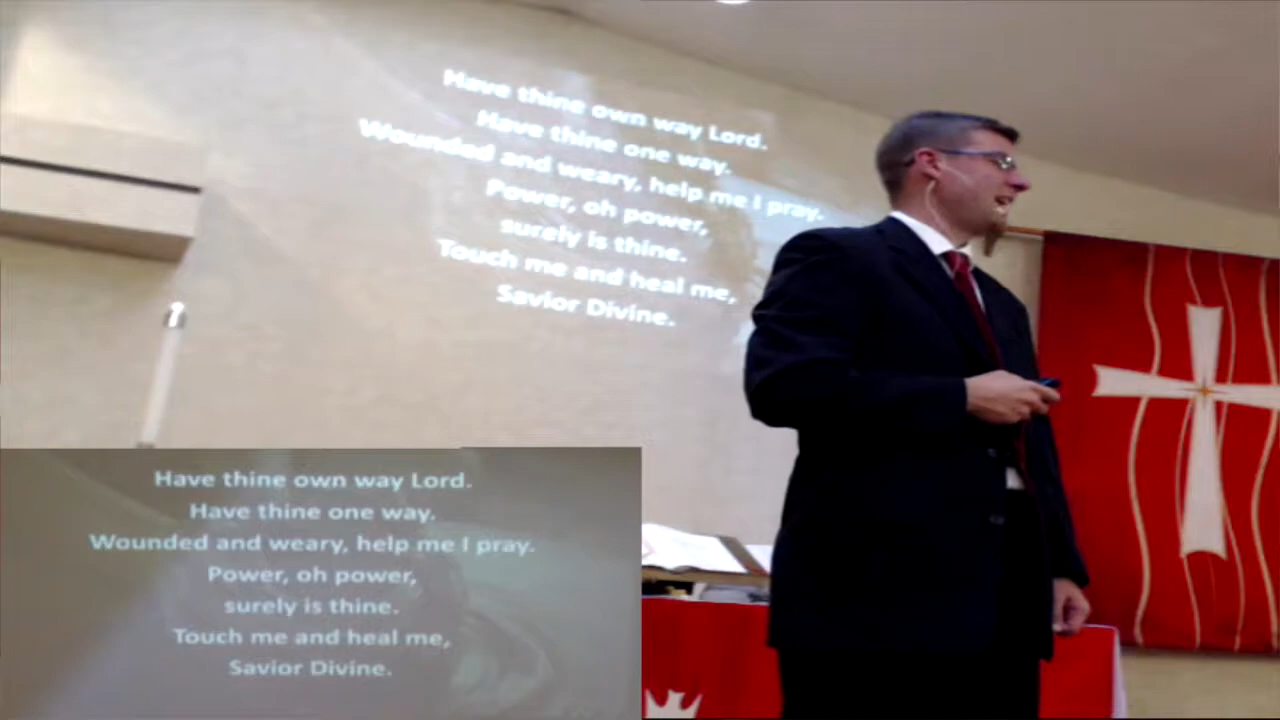 Have thine own way Lord.
Have thine one way.
Wounded and weary, help me I pray.
Power, oh power,
surely is thine.
Touch me and heal me,
Savior Divine.
Have thine own way Lord.
Have thine one way.
Wounded and weary, help me I pray.
Power, oh power,
surely is thine.
Touch me and heal me,
Savior Divine.